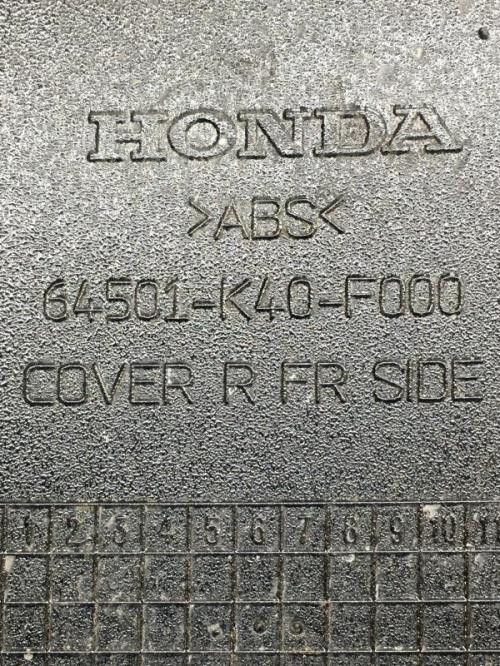 HONDA
>ABS<
64501-K40-F000
COVER R FR SIDE
1 2 3 4 5 6 7 8 9 10 11